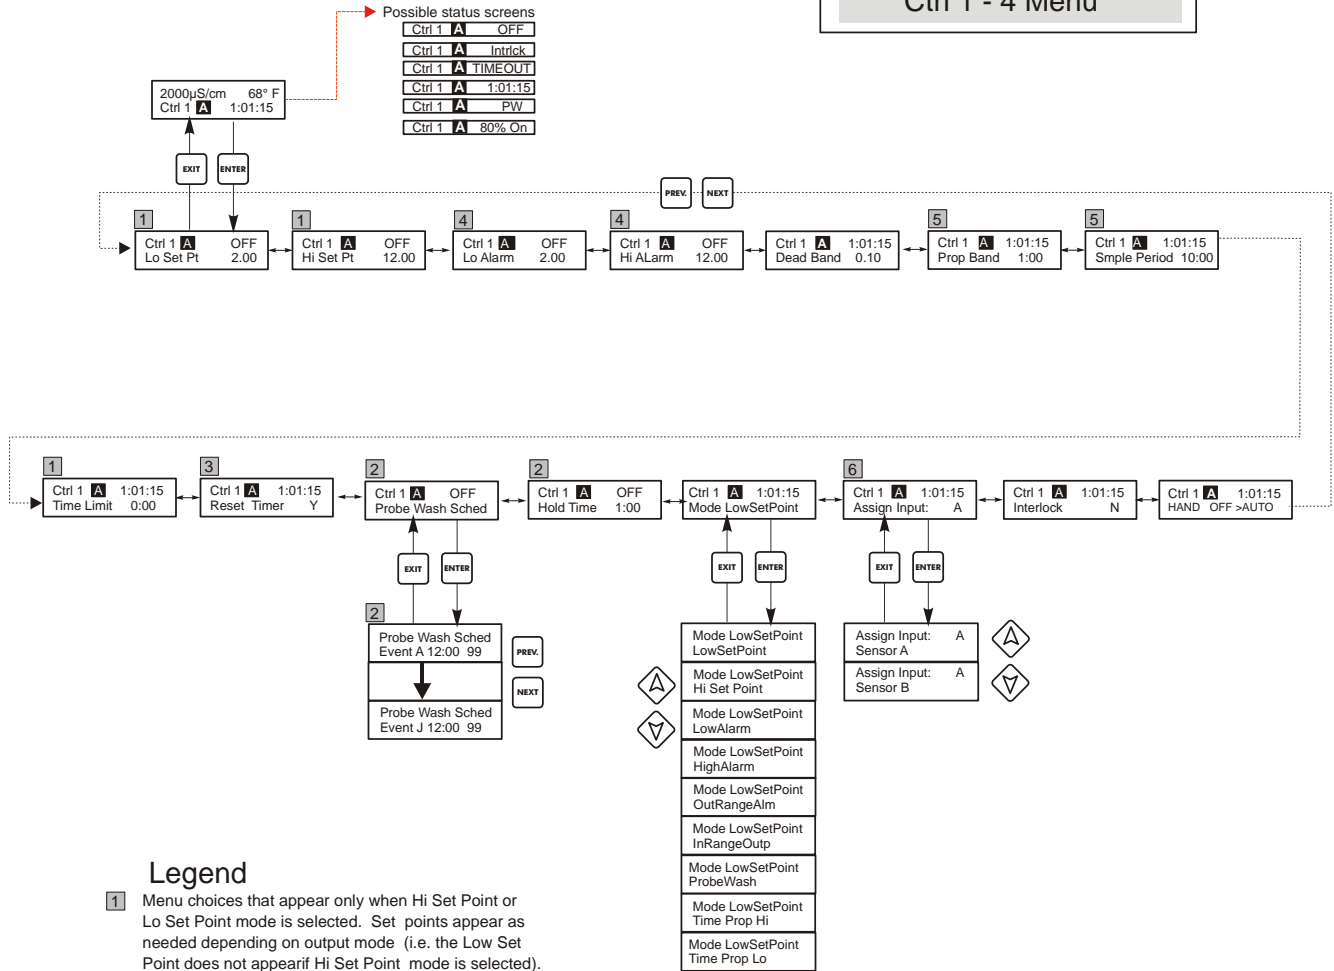 Ctrl 1 - 4 Menu
Possible status screens
Ctrl 1 A OFF
Ctrl 1 A Intrlck
Ctrl 1 A TIMEOUT
Ctrl 1 A 1:01:15
Ctrl 1 A PW
Ctrl 1 A 80% On
2000µS/cm 68° F
Ctrl 1 A 1:01:15
EXIT
ENTER
PREV.
NEXT
1
Ctrl 1 A OFF
Lo Set Pt 2.00
1
Ctrl 1 A OFF
Hi Set Pt 12.00
4
Ctrl 1 A OFF
Lo Alarm 2.00
4
Ctrl 1 A OFF
Hi ALarm 12.00
Ctrl 1 A 1:01:15
Dead Band 0.10
5
Ctrl 1 A 1:01:15
Prop Band 1:00
5
Ctrl 1 A 1:01:15
Smple Period 10:00
1
Ctrl 1 A 1:01:15
Time Limit 0:00
3
Ctrl 1 A 1:01:15
Reset Timer Y
2
Ctrl 1 A OFF
Probe Wash Sched
2
Ctrl 1 A OFF
Hold Time 1:00
Ctrl 1 A 1:01:15
Mode LowSetPoint
6
Ctrl 1 A 1:01:15
Assign Input: A
Ctrl 1 A 1:01:15
Interlock N
Ctrl 1 A 1:01:15
HAND OFF >AUTO
EXIT
ENTER
EXIT
ENTER
EXIT
ENTER
2
Probe Wash Sched
Event A 12:00 99
Probe Wash Sched
Event J 12:00 99
PREV.
NEXT
Mode LowSetPoint
LowSetPoint
Mode LowSetPoint
Hi Set Point
Mode LowSetPoint
LowAlarm
Mode LowSetPoint
HighAlarm
Mode LowSetPoint
OutRangeAlm
Mode LowSetPoint
InRangeOutp
Mode LowSetPoint
ProbeWash
Mode LowSetPoint
Time Prop Hi
Mode LowSetPoint
Time Prop Lo
Assign Input: A
Sensor A
Assign Input: A
Sensor B
Legend
1 Menu choices that appear only when Hi Set Point or
Lo Set Point mode is selected. Set points appear as
needed depending on output mode (i.e. the Low Set
Point does not appearif Hi Set Point mode is selected).